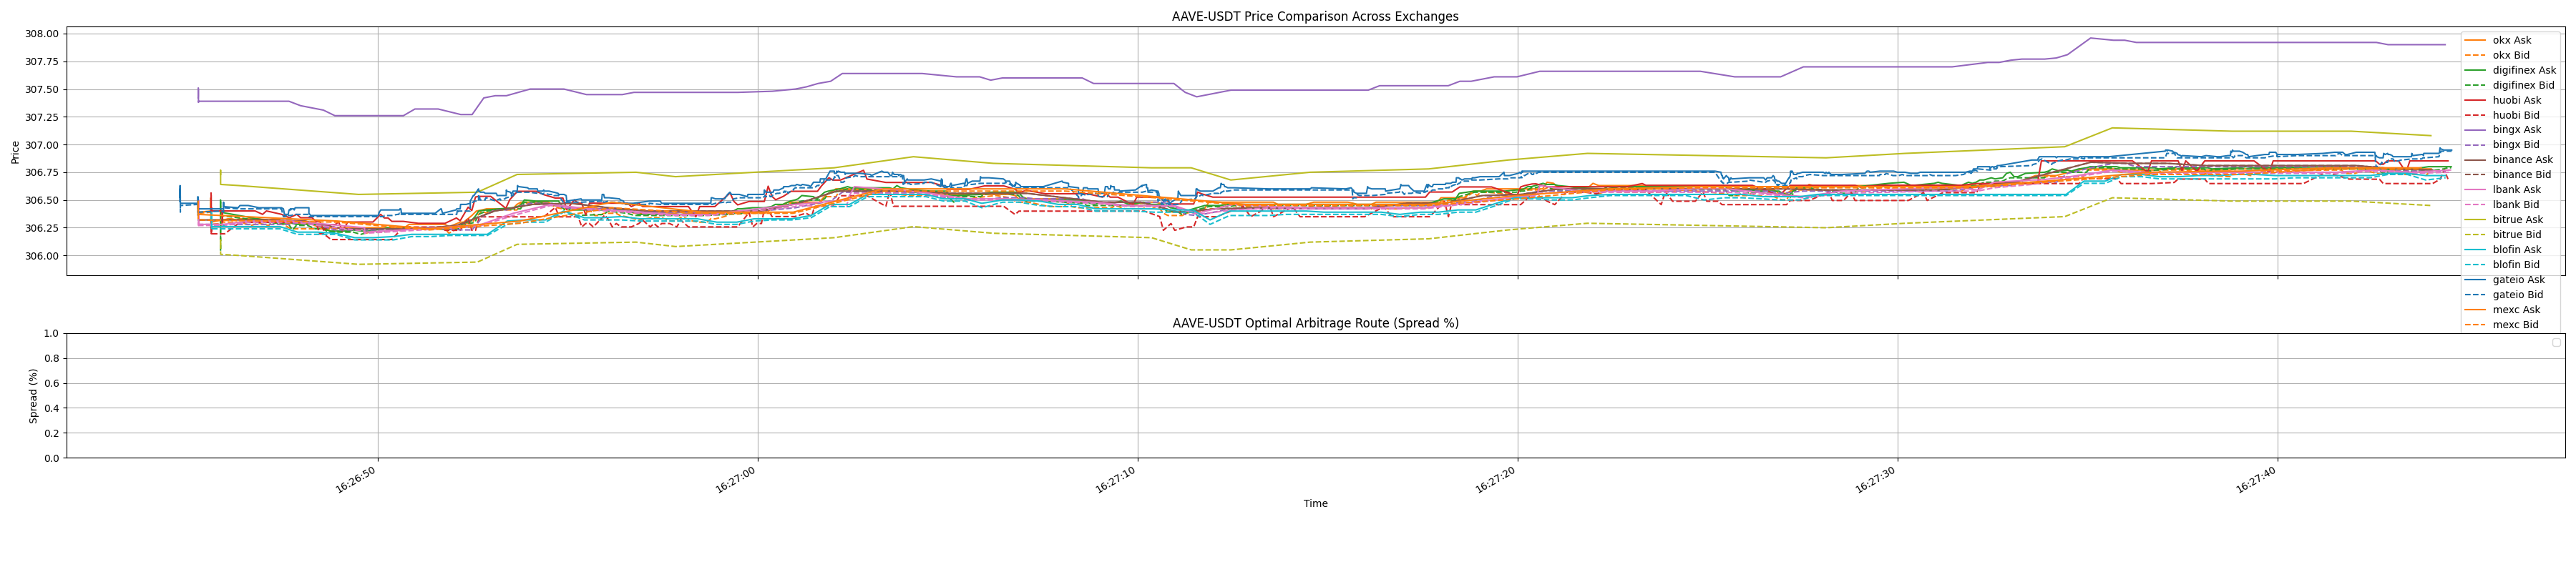 AAVE-USDT Price Comparison Across Exchanges
308.00
307.75
307.50
307.25
307.00
306.75
306.50
306.25
306.00
Price
okx Ask
okx Bid
digifinex Ask
digifinex Bid
huobi Ask
huobi Bid
bingx Ask
bingx Bid
binance Ask
binance Bid
lbank Ask
lbank Bid
bitrue Ask
bitrue Bid
blofin Ask
blofin Bid
gateio Ask
gateio Bid
mexc Ask
mexc Bid
AAVE-USDT Optimal Arbitrage Route (Spread %)
1.0
0.8
0.6
0.4
0.2
0.0
Spread (%)
16:26:50
16:27:00
16:27:10
16:27:20
16:27:30
16:27:40
Time